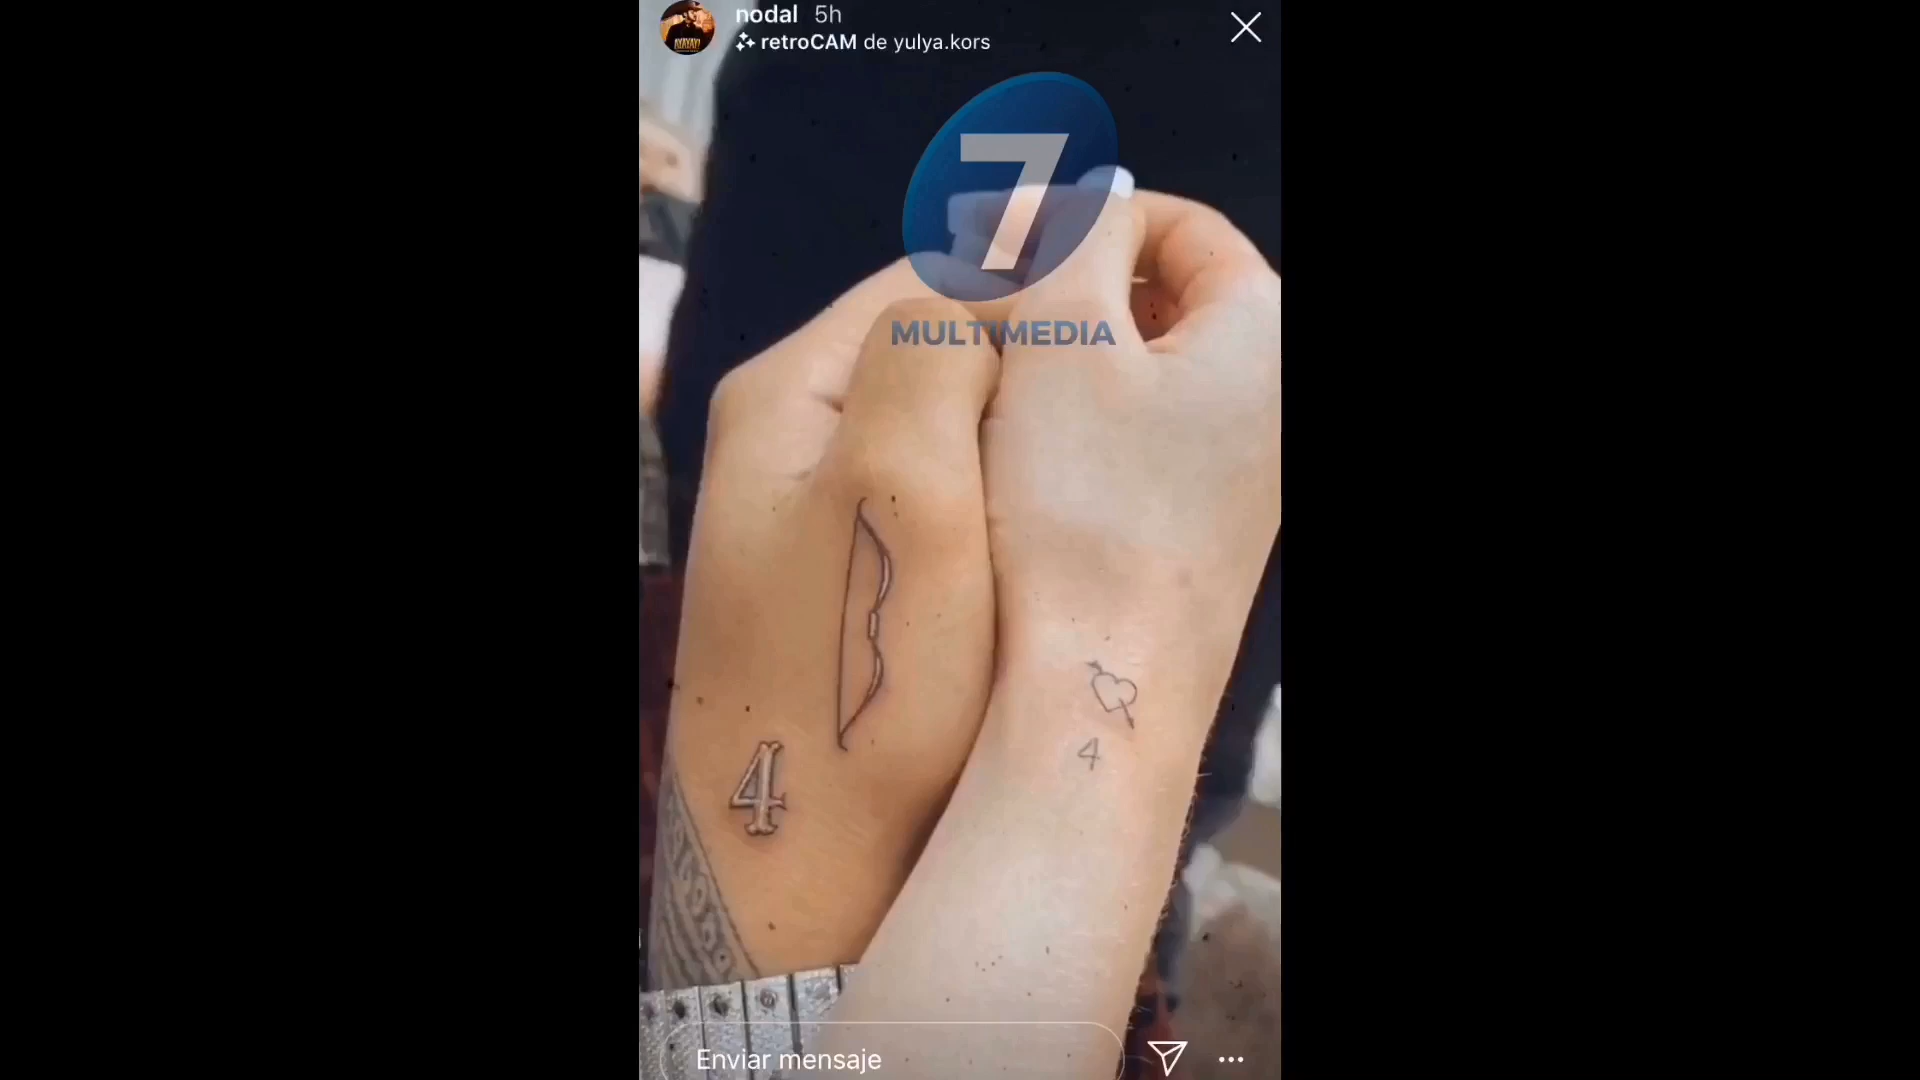 nodal 5h
retroCAM de yulya.kors
7
MULTIMEDIA
4
4
Enviar mensaje